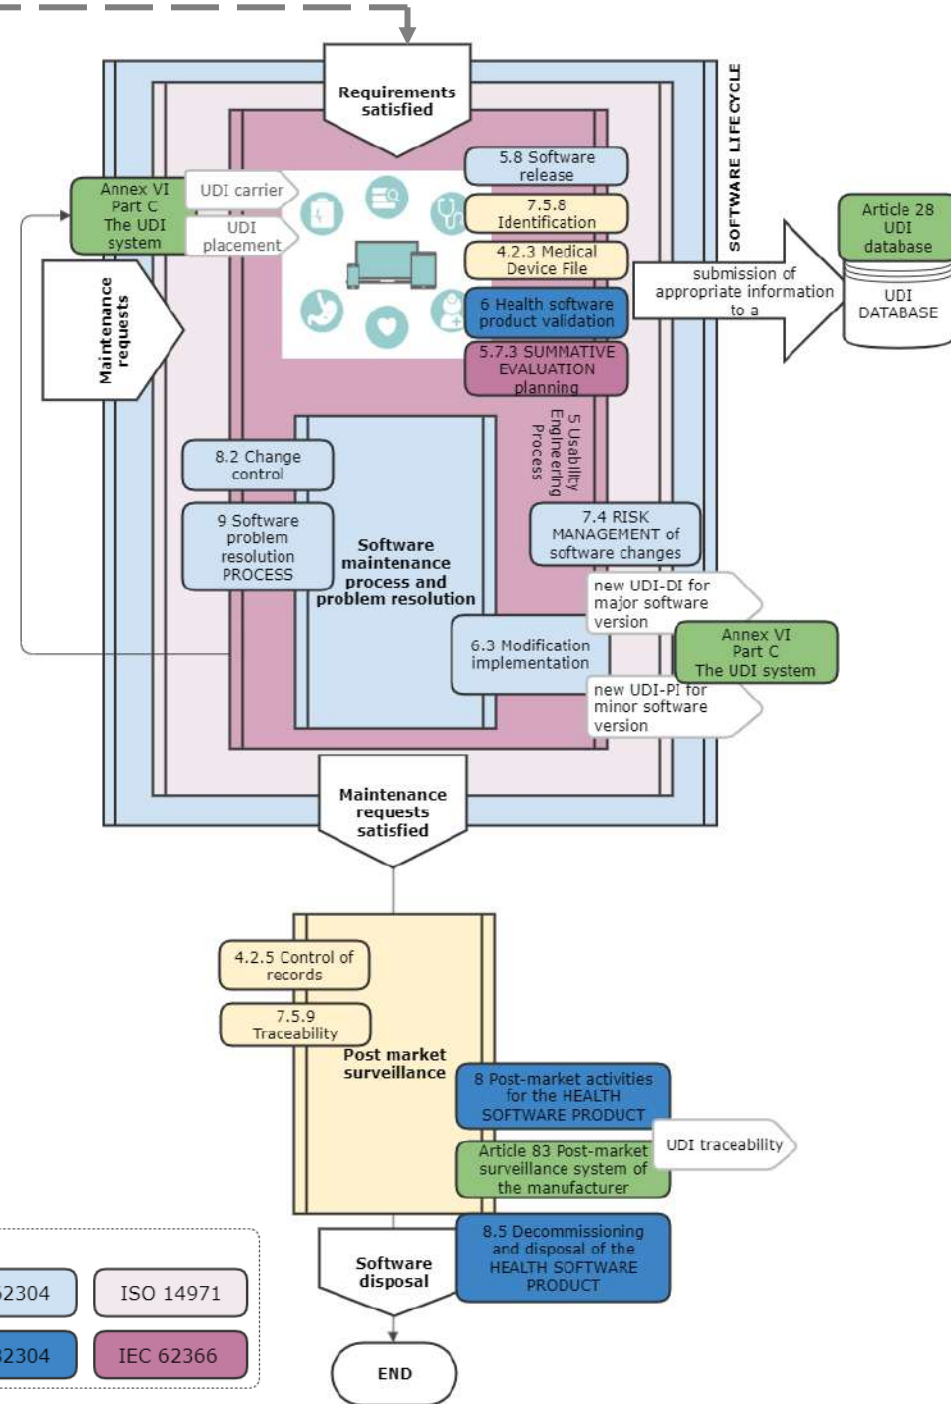 Requirements
satisfied
SOFTWARE LIFECYCLE
5.8 Software
release
Annex VI
Part C
The UDI
system
UDI carrier
UDI
placement
7.5.8
Identification
4.2.3 Medical
Device File
6 Health software
product validation
5.7.3 SUMMATIVE
EVALUATION
planning
Article 28
UDI
database
submission of
appropriate information
to a
UDI
DATABASE
Maintenance
requests
5 Usability
Engineering
Process
8.2 Change
control
9 Software
problem
resolution
PROCESS
Software
maintenance
process and
problem resolution
7.4 RISK
MANAGEMENT of
software changes
new UDI-DI for
major software
version
6.3 Modification
implementation
Annex VI
Part C
The UDI system
new UDI-PI for
minor software
version
Maintenance
requests
satisfied
4.2.5 Control of
records
7.5.9
Traceability
Post market
surveillance
8 Post-market activities
for the HEALTH
SOFTWARE PRODUCT
UDI traceability
Article 83 Post-market
surveillance system of
the manufacturer
8.5 Decommissioning
and disposal of the
HEALTH SOFTWARE
PRODUCT
Software
disposal
62304
ISO 14971
82304
IEC 62366
END